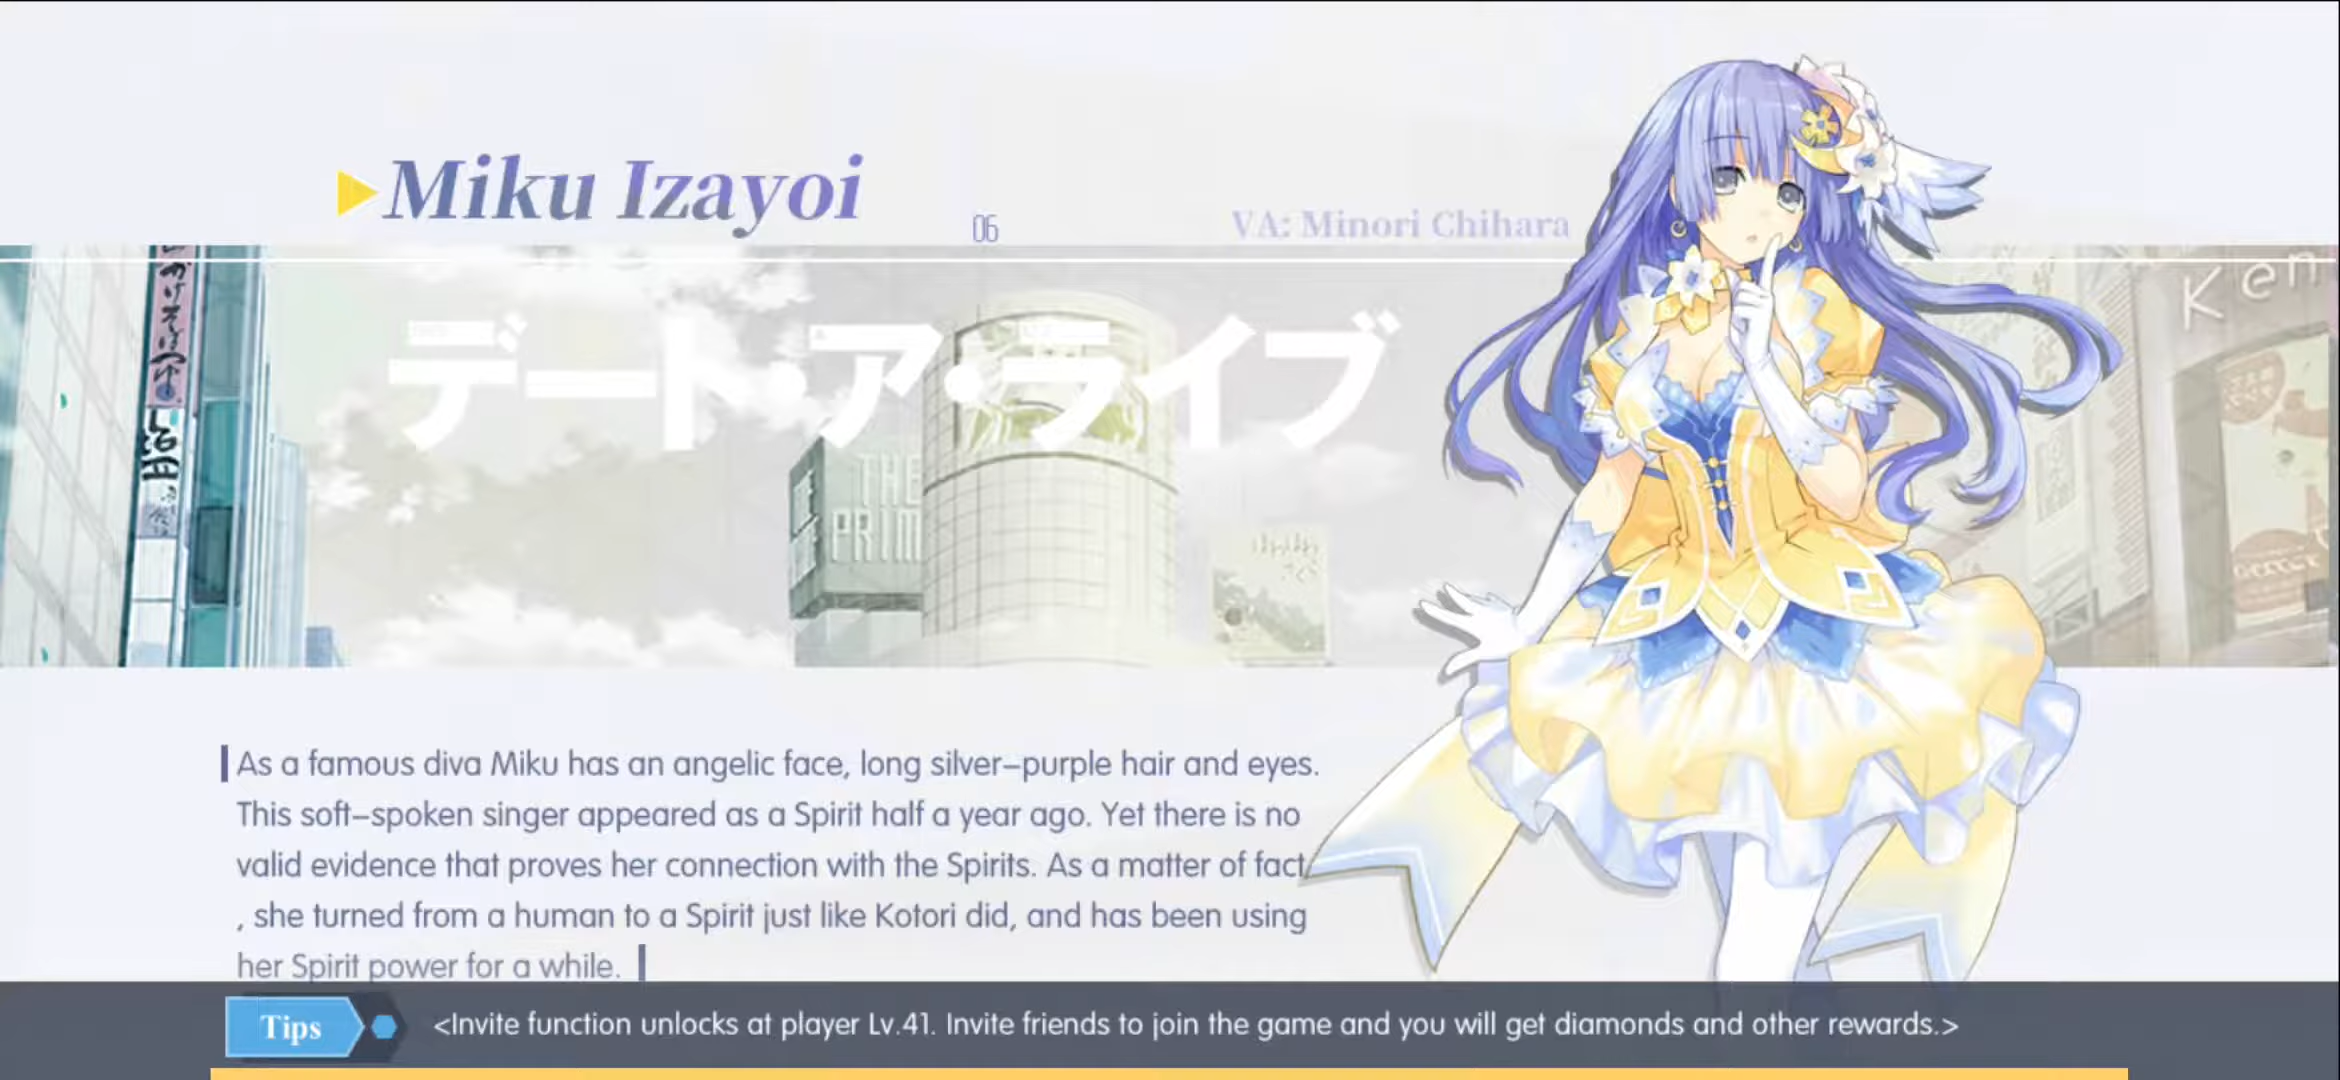 Miku Izayoi
06
VA: Minori Chihara
デート・ア・ライブ
Ken
THE
PRIM
As a famous diva Miku has an angelic face, long silver-purple hair and eyes.
This soft-spoken singer appeared as a Spirit half a year ago. Yet there is no
valid evidence that proves her connection with the Spirits. As a matter of fact
, she turned from a human to a Spirit just like Kotori did, and has been using
her Spirit power for a while.
Tips
<Invite function unlocks at player Lv.41. Invite friends to join the game and you will get diamonds and other rewards.>